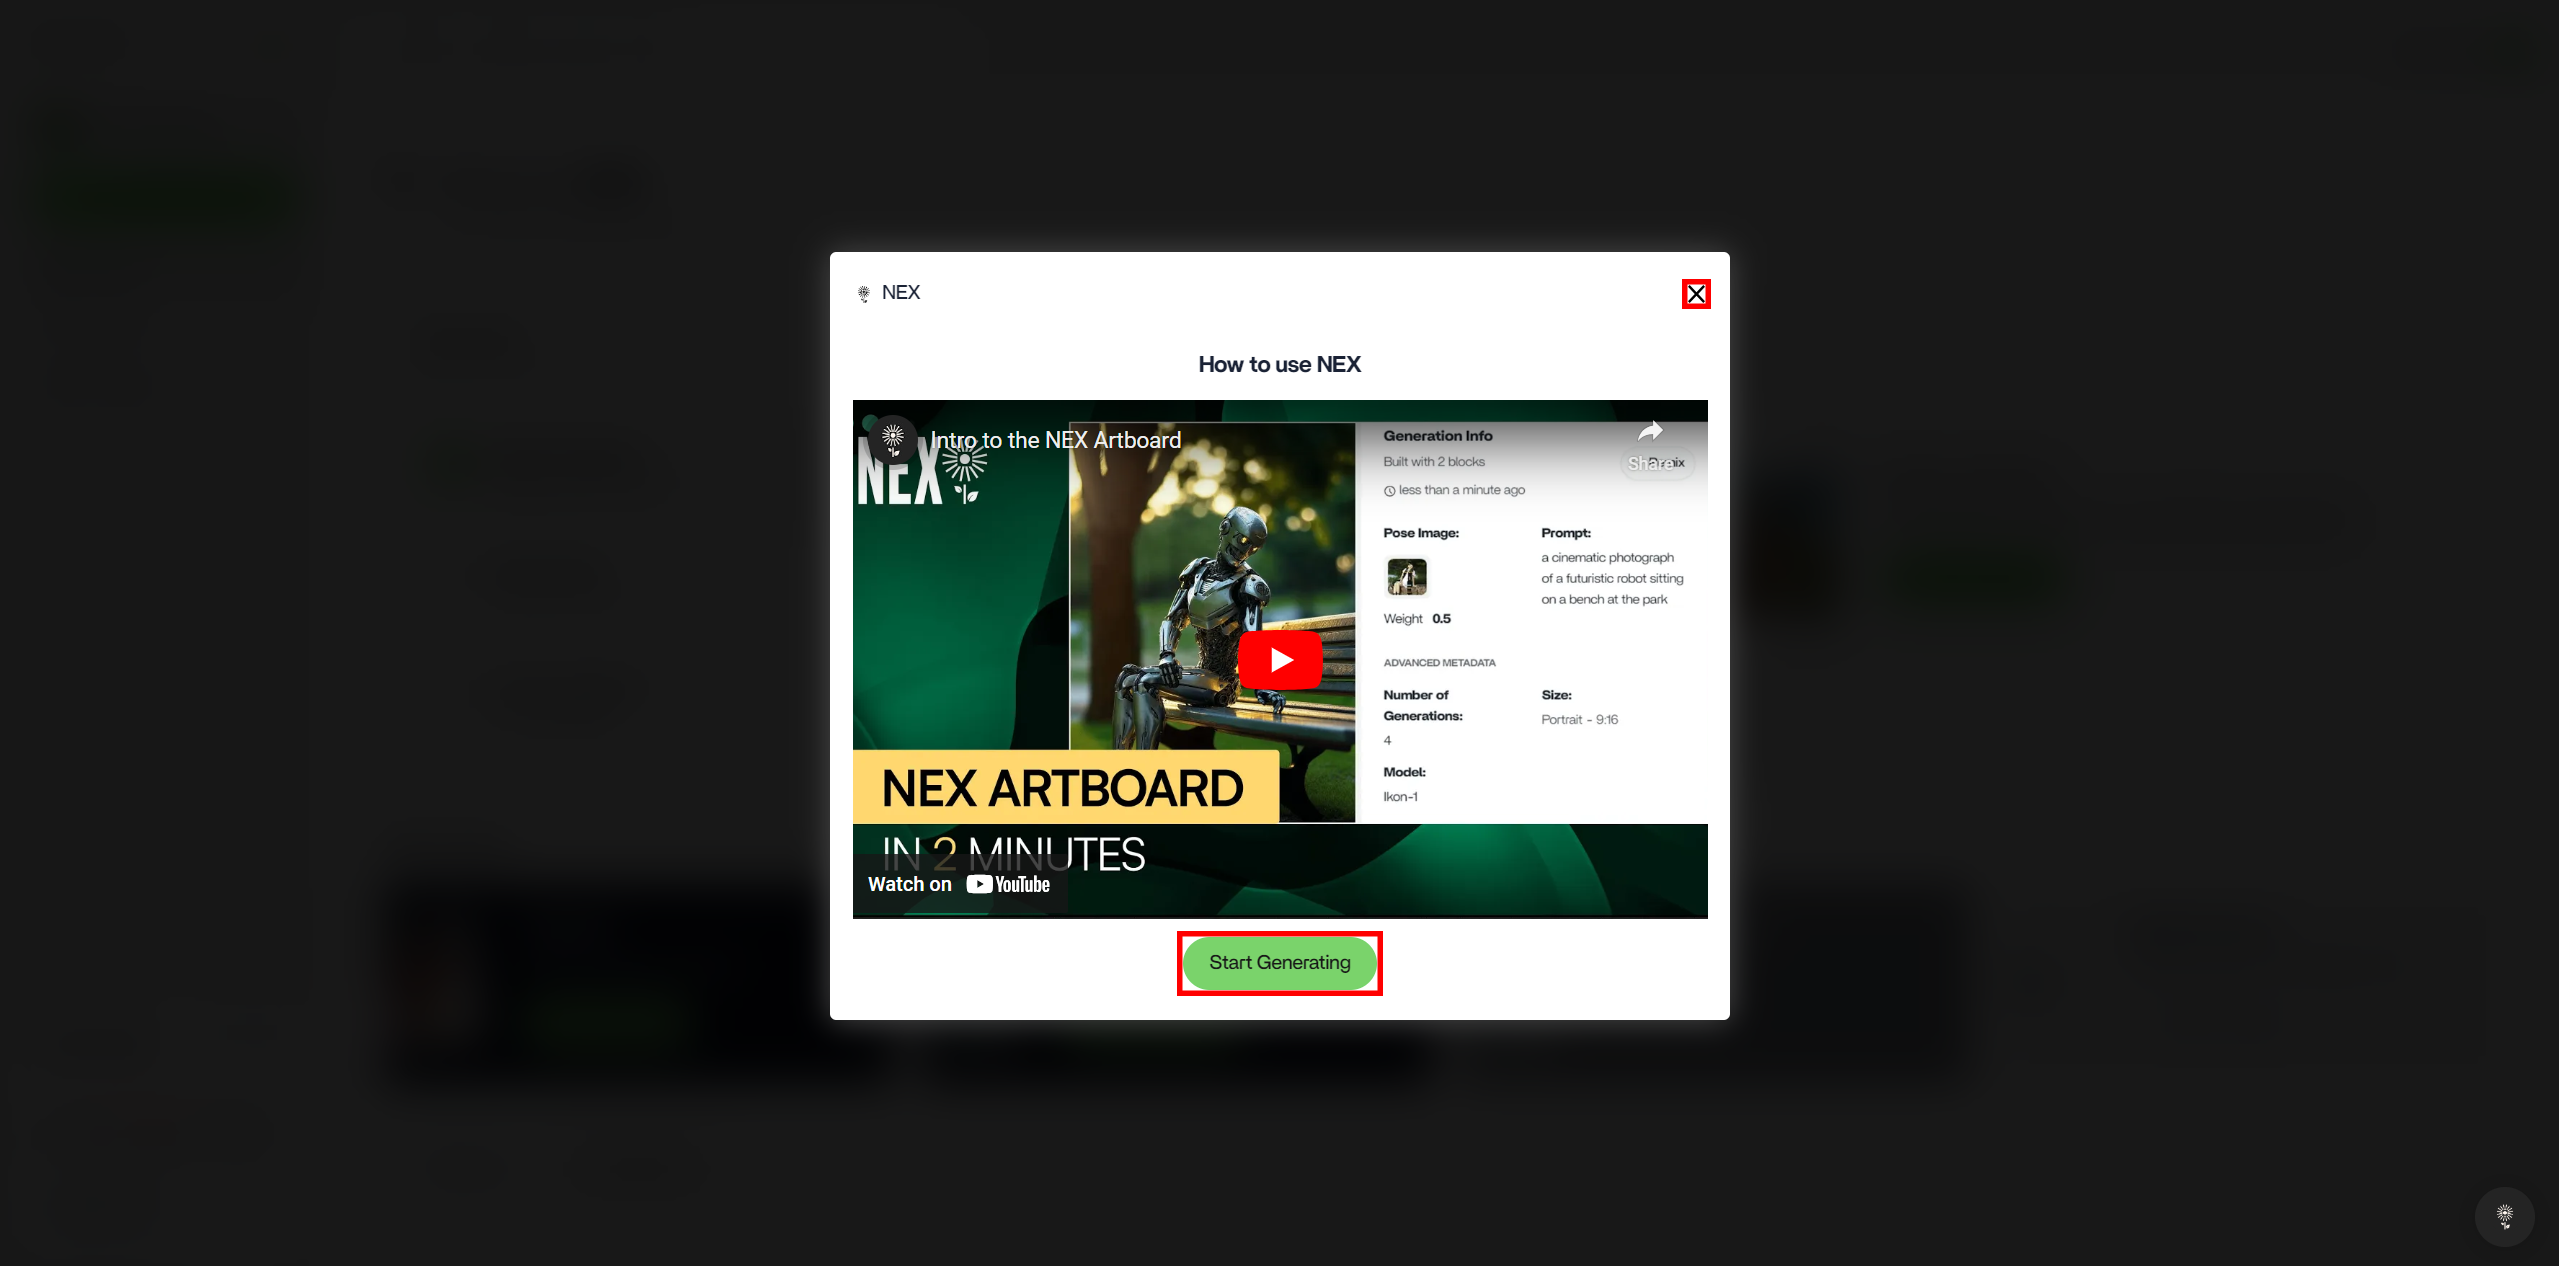 NEX
How to use NEX
Intro to the NEX Artboard
NEX
Generation Info
Built with 2 blocks
Share
less than a minute ago
Pose Image:
Prompt:
a cinematic photograph
of a futuristic robot sitting
on a bench at the park
Weight 0.5
ADVANCED METADATA
Number of
Generations:
4
Size:
Portrait - 9:16
Model:
Ikon-1
NEX ARTBOARD
IN 2 MINUTES
Watch on YouTube
Start Generating